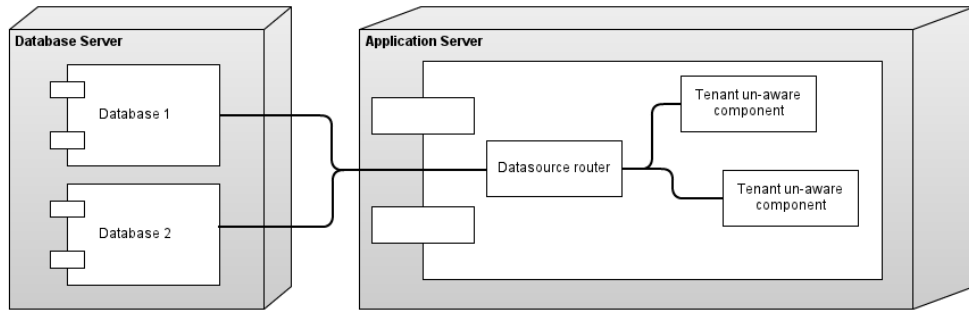 Database Server
Database 1
Database 2
Application Server
Datasource router
Tenant un-aware
component
Tenant un-aware
component